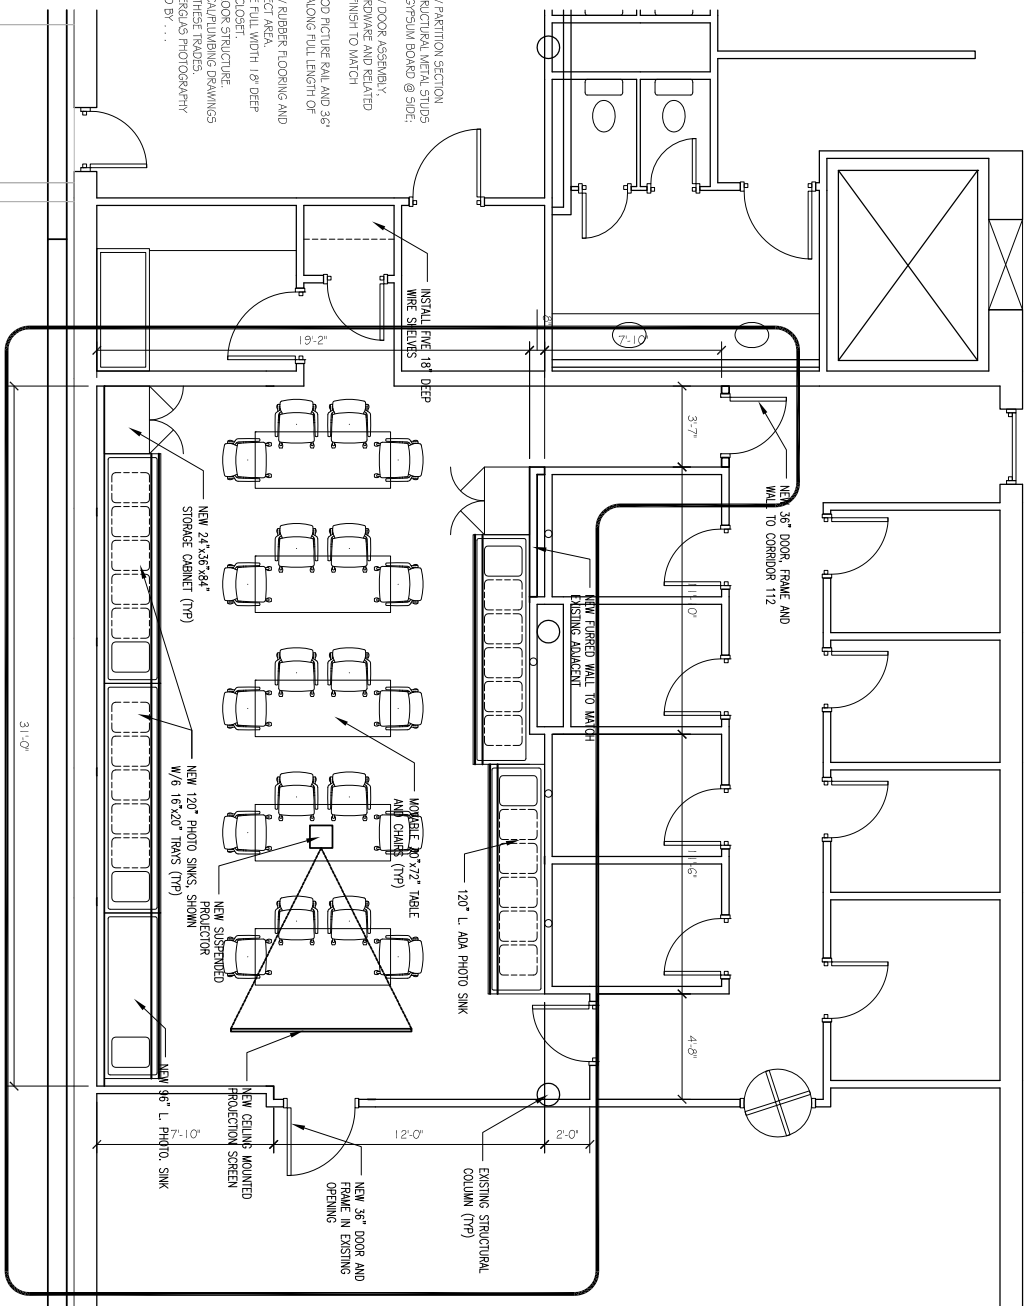 / PARTITION SECTION
RUCTURAL METAL STUDS
GYPSUM BOARD @ SIDE;
/ DOOR ASSEMBLY,
RDWARE AND RELATED
FINISH TO MATCH
OD PICTURE RAIL AND 36"
ALONG FULL LENGTH OF
/ RUBBER FLOORING AND
ECT AREA.
E FULL WIDTH 18" DEEP
CLOSET.
OOR STRUCTURE.
CAL/PLUMBING DRAWINGS
THESE TRADES.
ERGLAS PHOTOGRAPHY
D BY . . .
INSTALL FIVE 18" DEEP
WIRE SHELVES
19'-2"
8"
7'-10"
3'-7"
NEW 36" DOOR, FRAME AND
WALL TO CORRIDOR 112
NEW 24"x36"x84"
STORAGE CABINET (TYP)
NEW FURRED WALL TO MATCH
EXISTING ADJACENT
11'-0"
31'-0"
NEW 120" PHOTO SINKS, SHOWN
W/6 16"x20" TRAYS (TYP)
MOVABLE 30"x72" TABLE
AND CHAIRS (TYP)
11'-6"
NEW SUSPENDED
PROJECTOR
120" L. ADA PHOTO SINK
4'-8"
NEW 96" L. PHOTO. SINK
NEW CEILING MOUNTED
PROJECTION SCREEN
7'-10"
12'-0"
2'-0"
NEW 36" DOOR AND
FRAME IN EXISTING
OPENING
EXISTING STRUCTURAL
COLUMN (TYP)